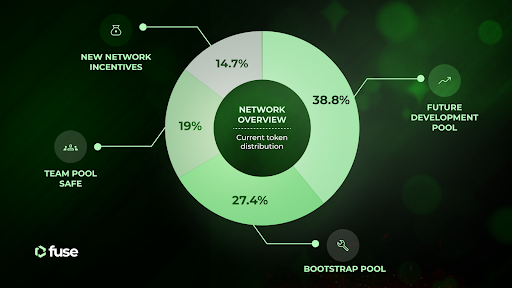 NEW NETWORK
INCENTIVES
14.7%
38.8%
NETWORK
OVERVIEW
Current token
distribution
FUTURE
DEVELOPMENT
POOL
19%
TEAM POOL
SAFE
27.4%
BOOTSTRAP POOL
fuse